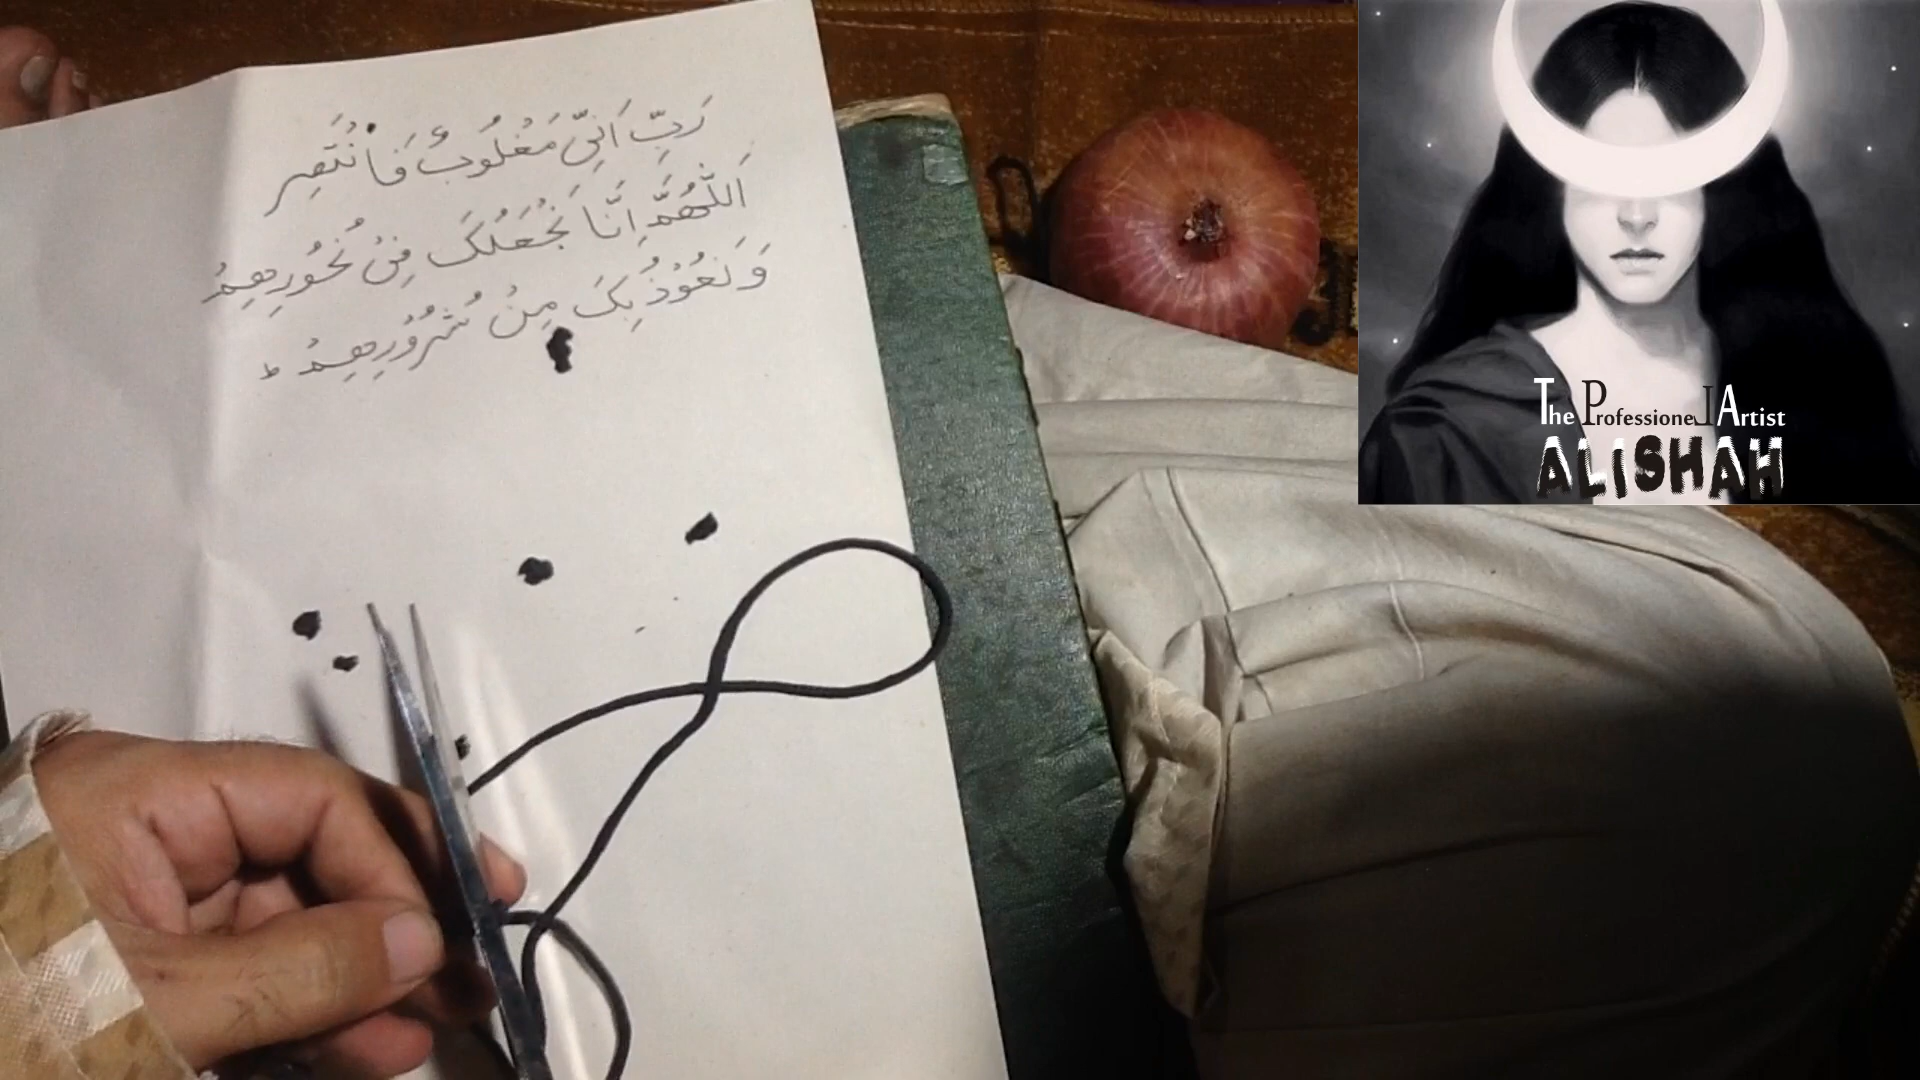 رَبِّ اَنِّیْ مَغْلُوْبٌ فَانْتَصِر
اَللّٰھُمَّ اِنَّا نَجْعَلُکَ فِیْ نُحُوْرِھِمْ
وَ نَعُوْذُ بِکَ مِنْ شُرُوْرِھِمْ ط
The ProfessioneL Artist
ALISHAH